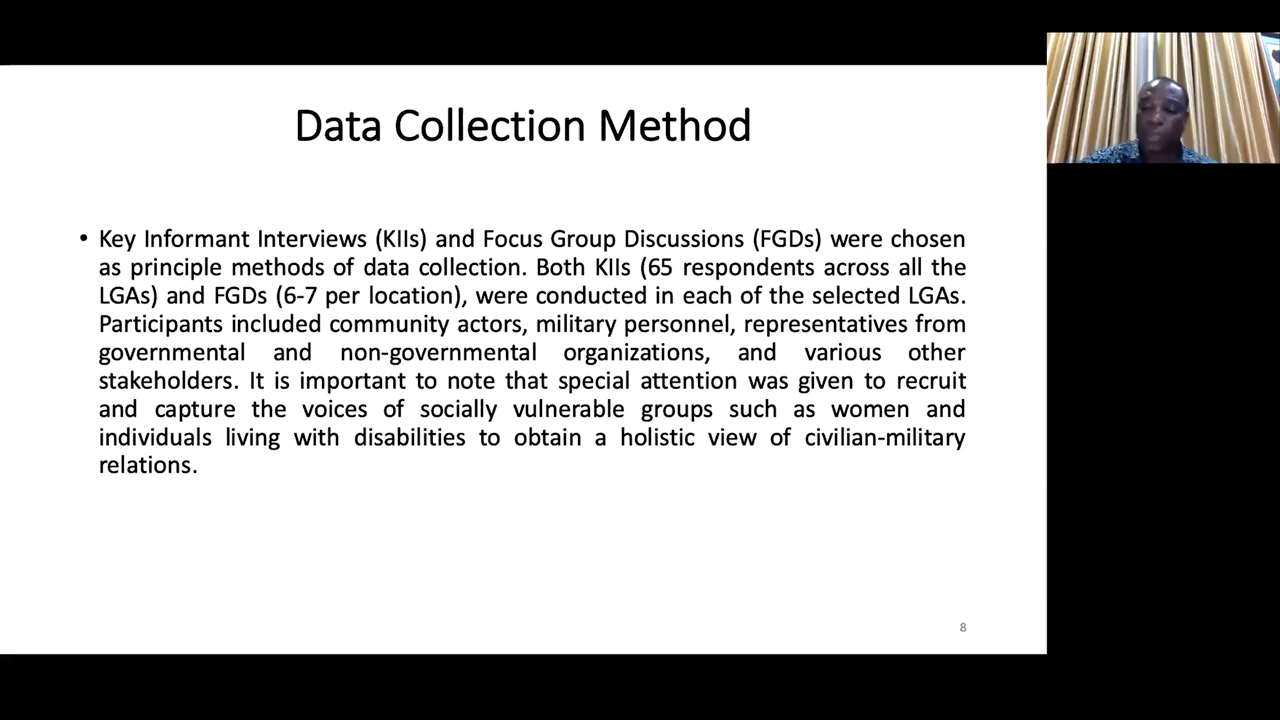 Data Collection Method
• Key Informant Interviews (KIIs) and Focus Group Discussions (FGDs) were chosen
as principle methods of data collection. Both KIIs (65 respondents across all the
LGAs) and FGDs (6-7 per location), were conducted in each of the selected LGAs.
Participants included community actors, military personnel, representatives from
governmental and non-governmental organizations, and various other
stakeholders. It is important to note that special attention was given to recruit
and capture the voices of socially vulnerable groups such as women and
individuals living with disabilities to obtain a holistic view of civilian-military
relations.
8